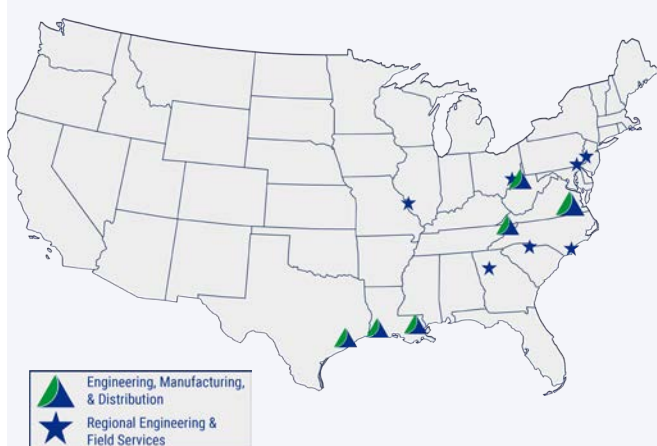 Engineering, Manufacturing,
& Distribution
Regional Engineering &
Field Services